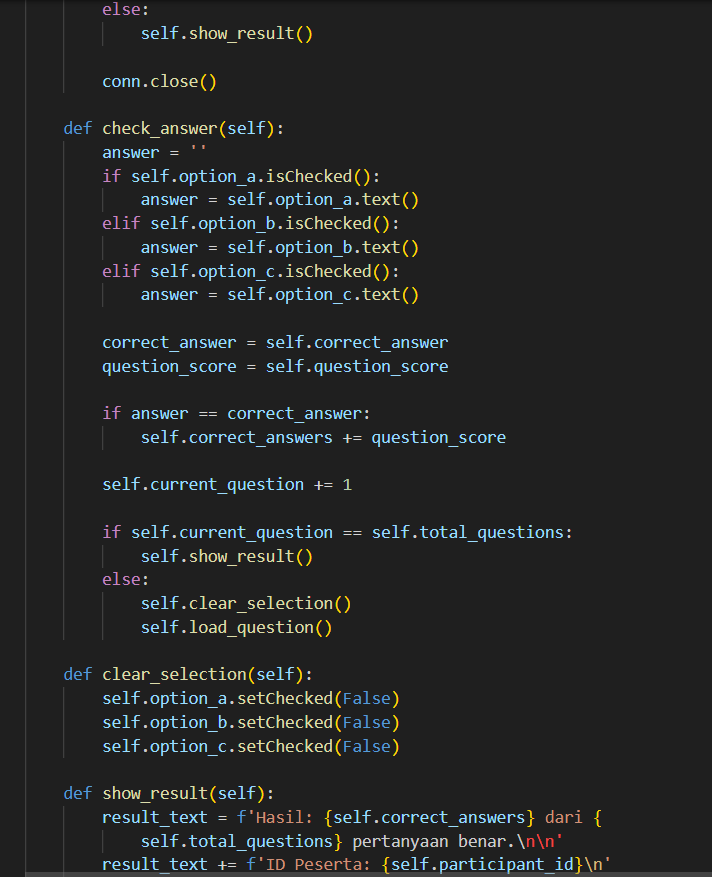 else:
            self.show_result()

        conn.close()

    def check_answer(self):
        answer = ''
        if self.option_a.isChecked():
            answer = self.option_a.text()
        elif self.option_b.isChecked():
            answer = self.option_b.text()
        elif self.option_c.isChecked():
            answer = self.option_c.text()

        correct_answer = self.correct_answer
        question_score = self.question_score

        if answer == correct_answer:
            self.correct_answers += question_score

        self.current_question += 1

        if self.current_question == self.total_questions:
            self.show_result()
        else:
            self.clear_selection()
            self.load_question()

    def clear_selection(self):
        self.option_a.setChecked(False)
        self.option_b.setChecked(False)
        self.option_c.setChecked(False)

    def show_result(self):
        result_text = f'Hasil: {self.correct_answers} dari {
            self.total_questions} pertanyaan benar.\n\n'
        result_text += f'ID Peserta: {self.participant_id}\n'